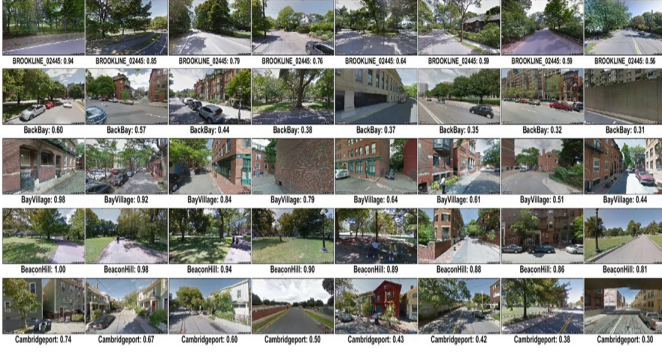 BROOKLINE_02445: 0.94 BROOKLINE_02445: 0.85 BROOKLINE_02445: 0.79 BROOKLINE_02445: 0.76 BROOKLINE_02445: 0.64 BROOKLINE_02445: 0.59 BROOKLINE_02445: 0.59 BROOKLINE_02445: 0.56
BackBay: 0.60 BackBay: 0.57 BackBay: 0.44 BackBay: 0.38 BackBay: 0.37 BackBay: 0.35 BackBay: 0.32 BackBay: 0.31
BayVillage: 0.98 BayVillage: 0.92 BayVillage: 0.84 BayVillage: 0.79 BayVillage: 0.64 BayVillage: 0.61 BayVillage: 0.51 BayVillage: 0.44
BeaconHill: 1.00 BeaconHill: 0.98 BeaconHill: 0.94 BeaconHill: 0.90 BeaconHill: 0.89 BeaconHill: 0.88 BeaconHill: 0.86 BeaconHill: 0.81
Cambridgeport: 0.74 Cambridgeport: 0.67 Cambridgeport: 0.60 Cambridgeport: 0.50 Cambridgeport: 0.43 Cambridgeport: 0.42 Cambridgeport: 0.38 Cambridgeport: 0.30